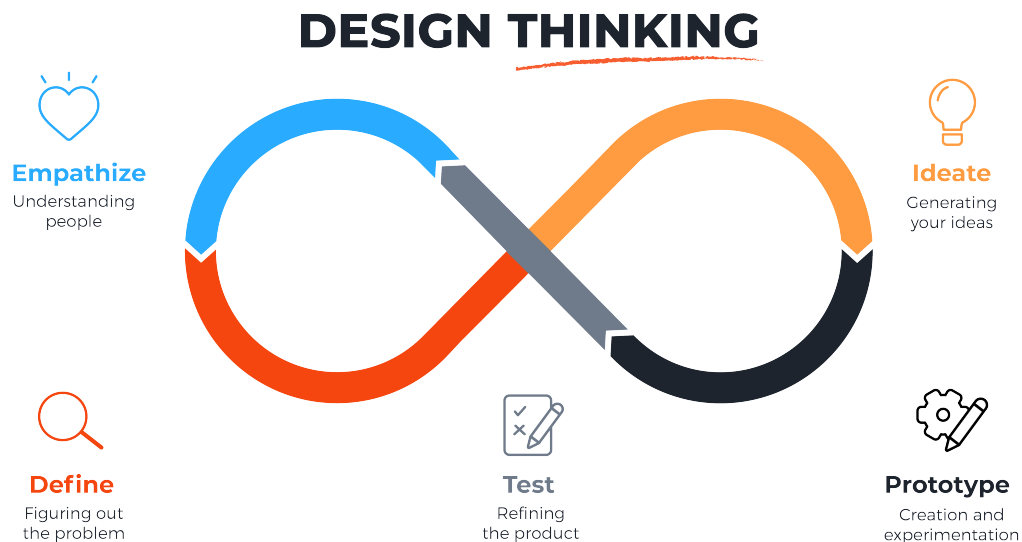 DESIGN THINKING
Empathize
Understanding
people
Ideate
Generating
your ideas
Define
Figuring out
the problem
Test
Refining
the product
Prototype
Creation and
experimentation